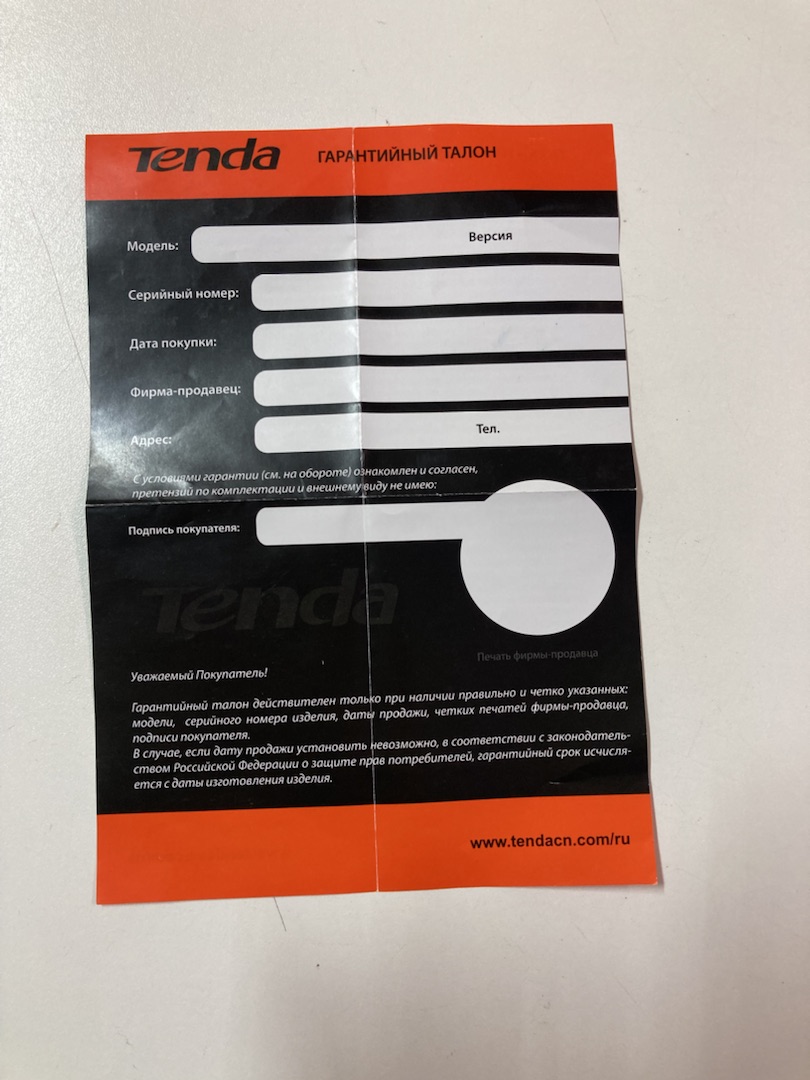 Tenda ГАРАНТИЙНЫЙ ТАЛОН
Модель: Версия
Серийный номер:
Дата покупки:
Фирма-продавец:
Адрес: Тел.
С условиями гарантии (см. на обороте) ознакомлен и согласен,
претензий по комплектации и внешнему виду не имею:
Подпись покупателя:
Tenda
Печать фирмы-продавца
Уважаемый Покупатель!
Гарантийный талон действителен только при наличии правильно и четко указанных:
модели, серийного номера изделия, даты продажи, четких печатей фирмы-продавца,
подписи покупателя.
В случае, если дату продажи установить невозможно, в соответствии с законодатель-
ством Российской Федерации о защите прав потребителей, гарантийный срок исчисля-
ется с даты изготовления изделия.
www.tendacn.com/ru